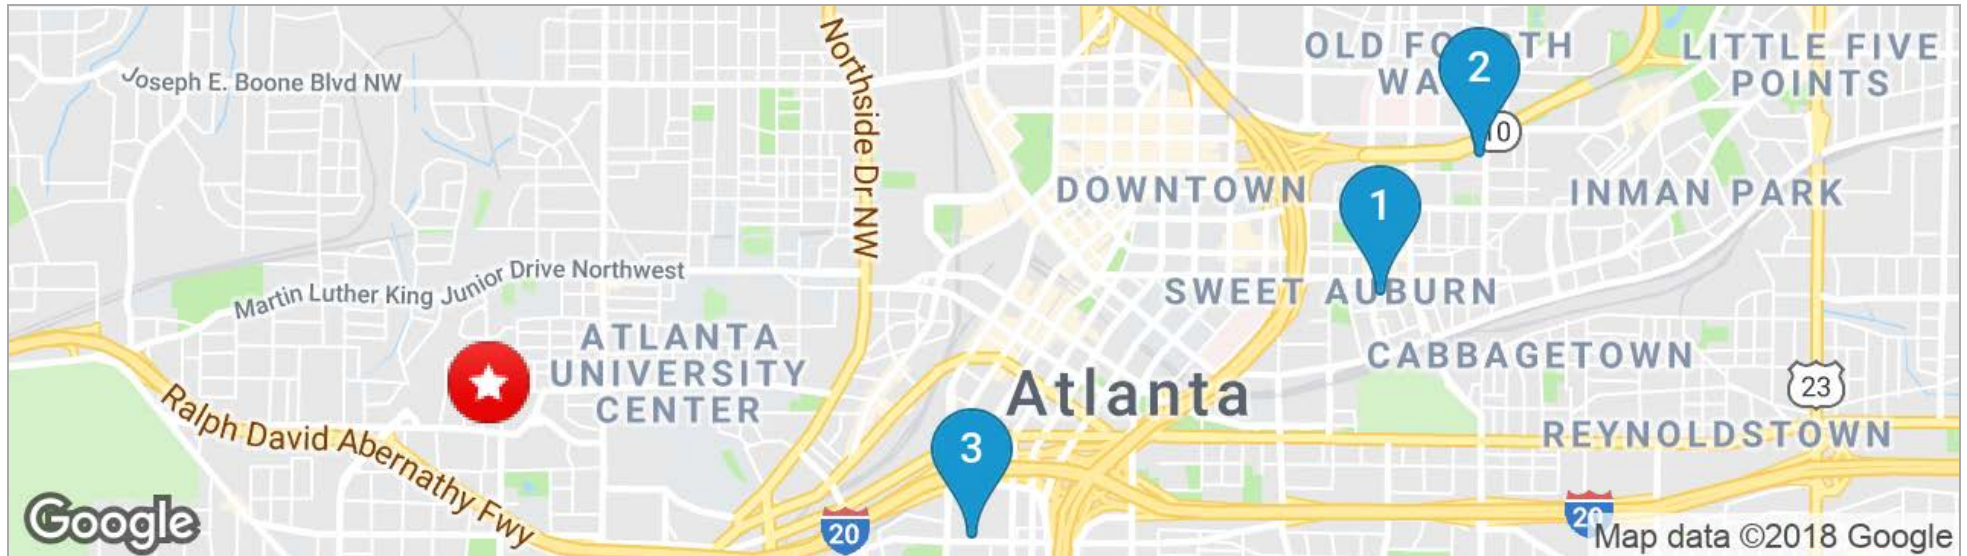 Joseph E. Boone Blvd NW
Northside Dr NW
OLD
WA
2
10
LITTLE FIVE
POINTS
DOWNTOWN
1
INMAN PARK
Martin Luther King Junior Drive Northwest
SWEET AUBURN
ATLANTA
UNIVERSITY
CENTER
CABBAGETOWN
Atlanta
23
Ralph David Abernathy Fwy
3
REYNOLDSTOWN
Google
20
20
Map data ©2018 Google